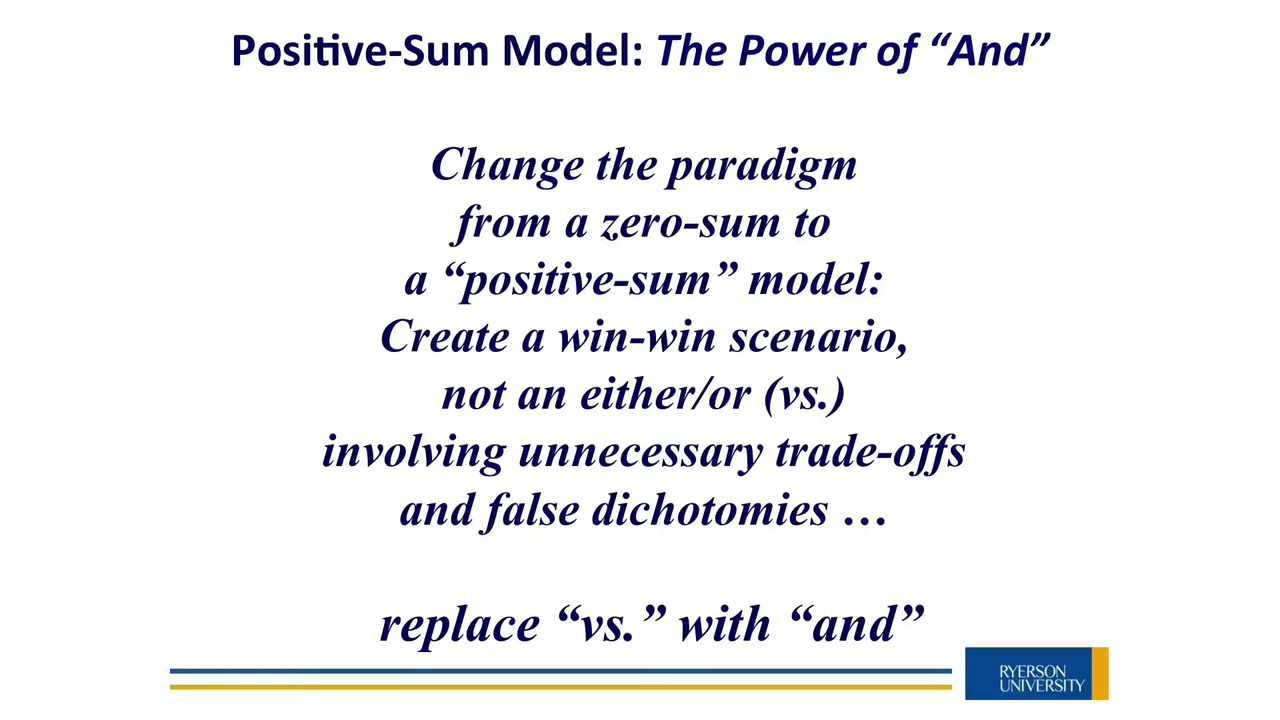 Positive-Sum Model: The Power of “And”
Change the paradigm
from a zero-sum to
a “positive-sum” model:
Create a win-win scenario,
not an either/or (vs.)
involving unnecessary trade-offs
and false dichotomies …
replace “vs.” with “and”
RYERSON
UNIVERSITY